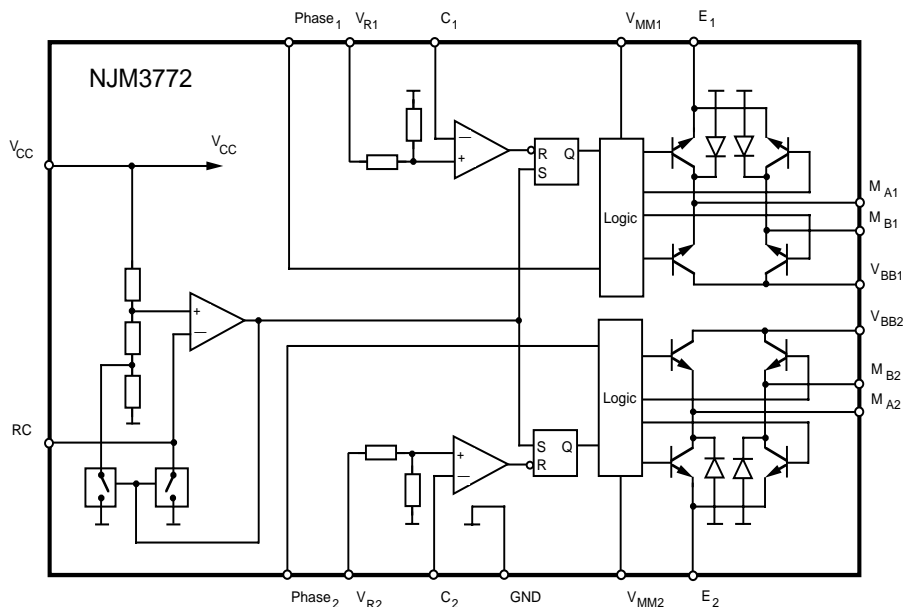 Phase1 VR1 C1 VMM1 E1
NJM3772
VCC VCC
− +
R Q
S
Logic
MA1
MB1
VBB1
+ −
VBB2
MB2
MA2
Logic
RC
S Q
R
+ −
Phase2 VR2 C2 GND VMM2 E2